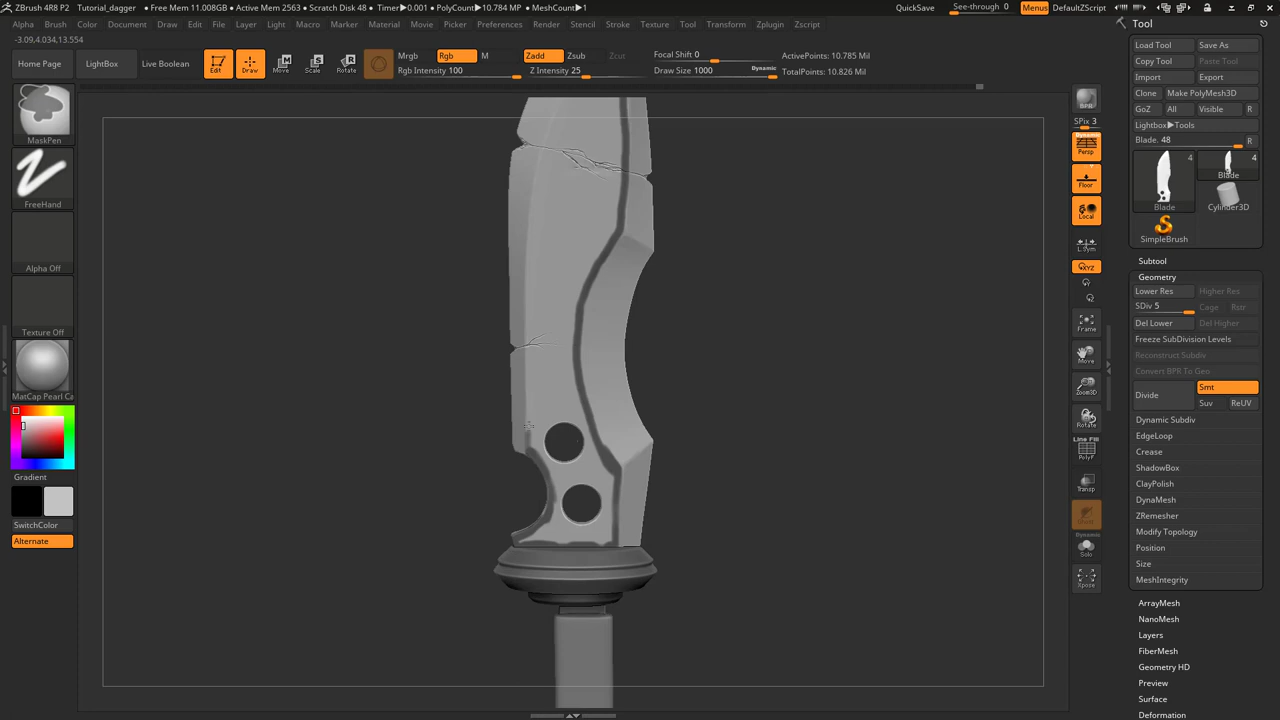 ZBrush 4R8 P2 Tutorial_dagger • Free Mem 11.008GB • Active Mem 2563 • Scratch Disk 48 • Timer▶0.001 • PolyCount▶10.784 MP • MeshCount▶1 QuickSave See-through 0 Menus DefaultZScript
Alpha Brush Color Document Draw Edit File Layer Light Macro Marker Material Movie Picker Preferences Render Stencil Stroke Texture Tool Transform Zplugin Zscript
-3.09,4.034,13.554
Home Page LightBox Live Boolean Edit Draw Move Scale Rotate
Mrgb Rgb M
Rgb Intensity 100
Zadd Zsub Zcut
Z Intensity 25
Focal Shift 0
Draw Size 1000 Dynamic
ActivePoints: 10.785 Mil
TotalPoints: 10.826 Mil
MaskPen
FreeHand
Alpha Off
Texture Off
MatCap Pearl Ca
Gradient
SwitchColor
Alternate
BPR
SPix 3
Dynamic
Persp
Floor
Local
L.Sym
XYZ
Frame
Move
Zoom3D
Rotate
Line Fill
PolyF
Transp
Ghost
Dynamic
Solo
Xpose
Tool
Load Tool Save As
Copy Tool Paste Tool
Import Export
Clone Make PolyMesh3D
GoZ All Visible R
Lightbox▶Tools
Blade. 48 R
4 4
Blade
Blade Cylinder3D
SimpleBrush
Subtool
Geometry
Lower Res Higher Res
SDiv 5 Cage Rstr
Del Lower Del Higher
Freeze SubDivision Levels
Reconstruct Subdiv
Convert BPR To Geo
Divide Smt
Suv ReUV
Dynamic Subdiv
EdgeLoop
Crease
ShadowBox
ClayPolish
DynaMesh
ZRemesher
Modify Topology
Position
Size
MeshIntegrity
ArrayMesh
NanoMesh
Layers
FiberMesh
Geometry HD
Preview
Surface
Deformation